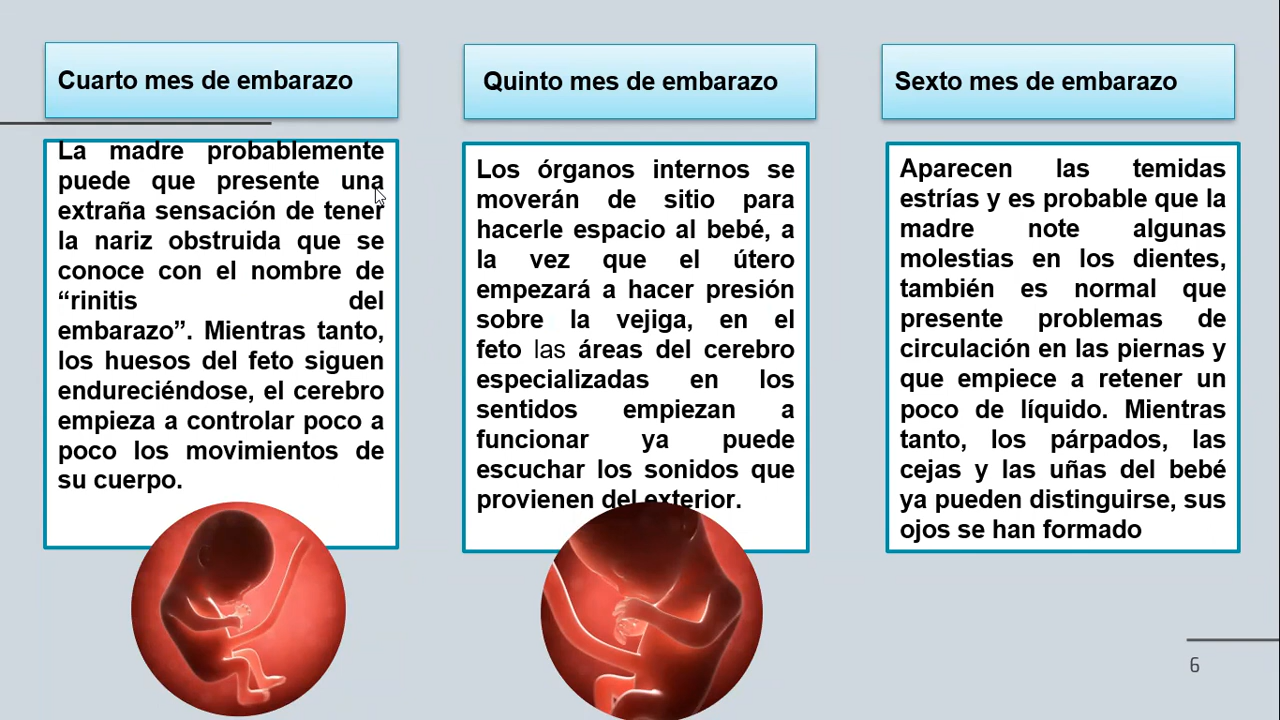 Cuarto mes de embarazo
La madre probablemente
puede que presente una
extraña sensación de tener
la nariz obstruida que se
conoce con el nombre de
“rinitis del
embarazo”. Mientras tanto,
los huesos del feto siguen
endureciéndose, el cerebro
empieza a controlar poco a
poco los movimientos de
su cuerpo.
Quinto mes de embarazo
Los órganos internos se
moverán de sitio para
hacerle espacio al bebé, a
la vez que el útero
empezará a hacer presión
sobre la vejiga, en el
feto las áreas del cerebro
especializadas en los
sentidos empiezan a
funcionar ya puede
escuchar los sonidos que
provienen del exterior.
Sexto mes de embarazo
Aparecen las temidas
estrías y es probable que la
madre note algunas
molestias en los dientes,
también es normal que
presente problemas de
circulación en las piernas y
que empiece a retener un
poco de líquido. Mientras
tanto, los párpados, las
cejas y las uñas del bebé
ya pueden distinguirse, sus
ojos se han formado
6